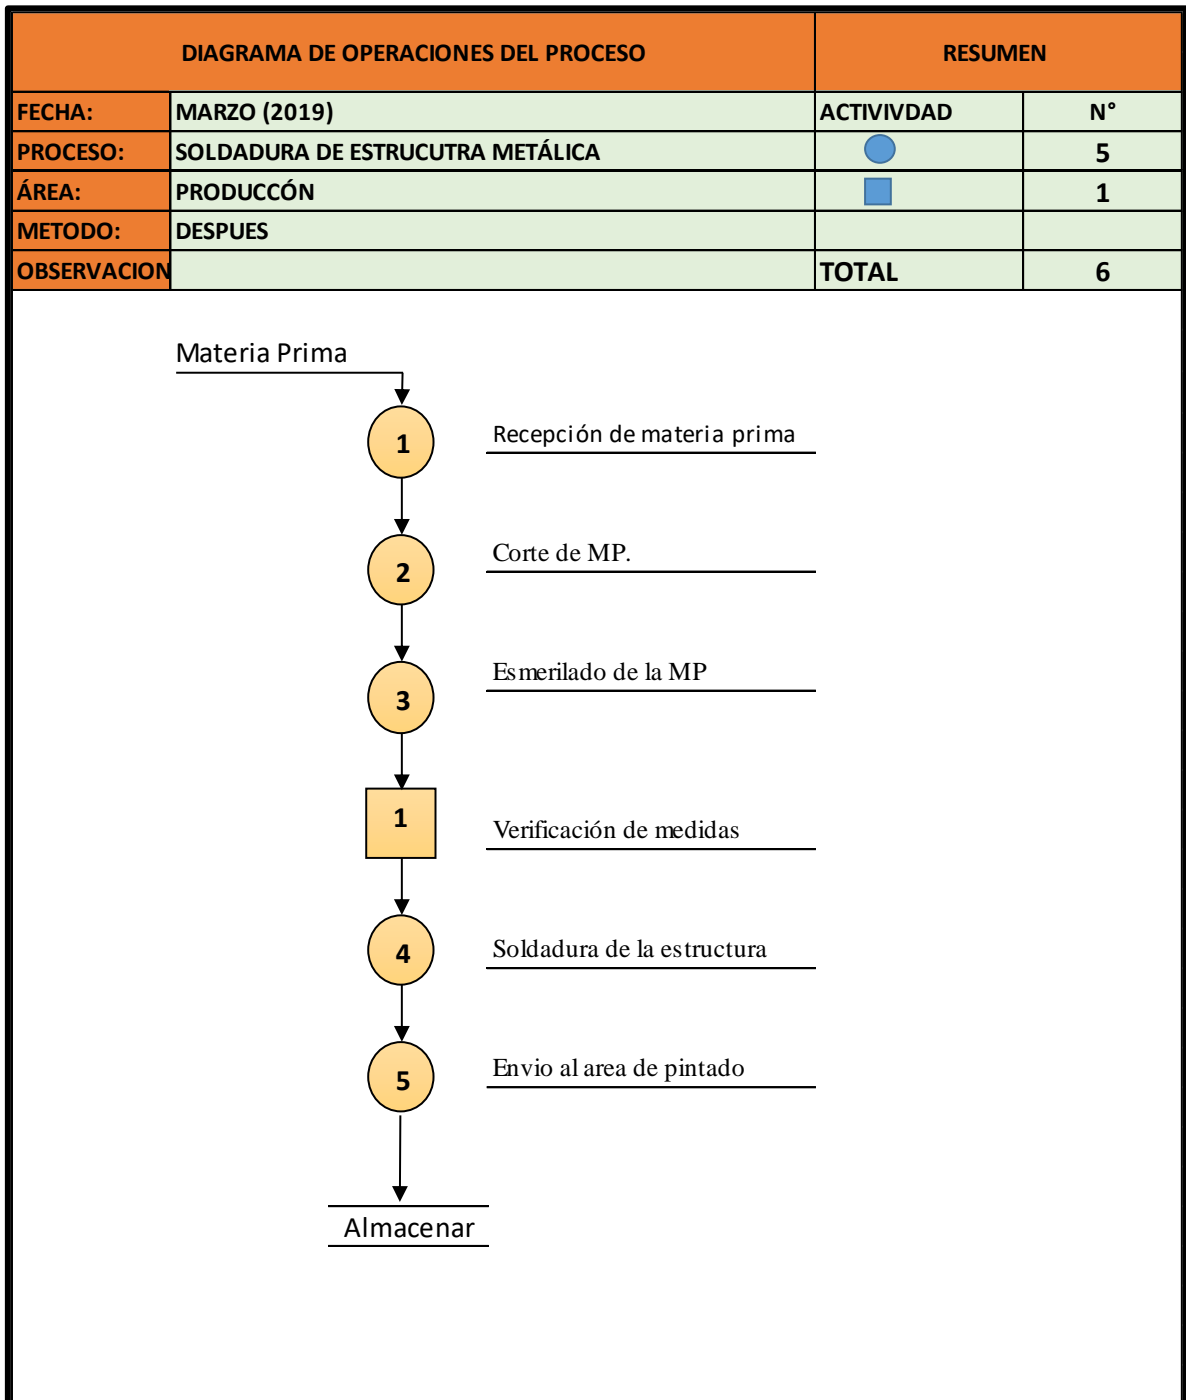 DIAGRAMA DE OPERACIONES DEL PROCESO RESUMEN
FECHA: MARZO (2019) ACTIVIVDAD N°
PROCESO: SOLDADURA DE ESTRUCUTRA METÁLICA 5
ÁREA: PRODUCCÓN 1
METODO: DESPUES
OBSERVACION TOTAL 6
Materia Prima
1 Recepción de materia prima
2 Corte de MP.
3 Esmerilado de la MP
1 Verificación de medidas
4 Soldadura de la estructura
5 Envio al area de pintado
Almacenar